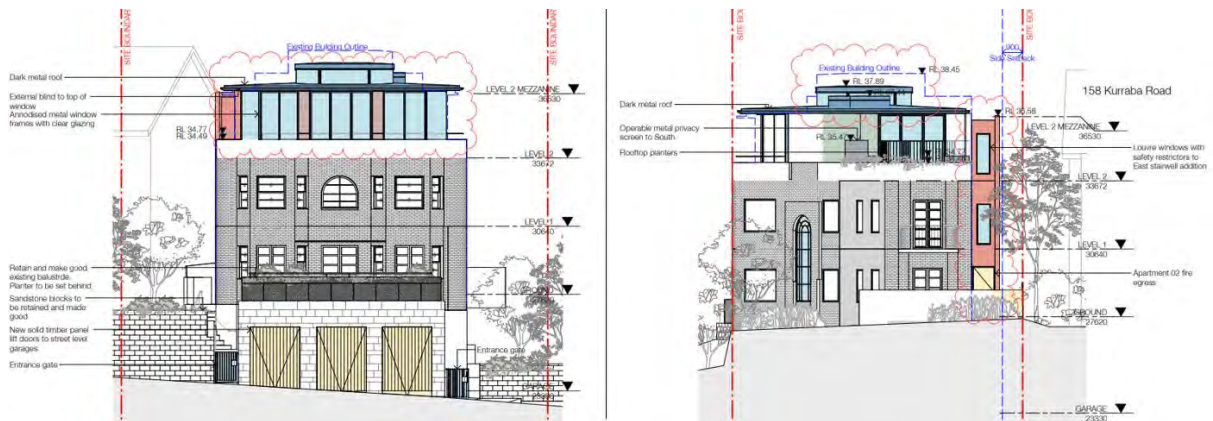 SITE BOUNDARY
SITE BOUNDARY
Existing Building Outline
Dark metal roof
External blind to top of
window
Annodised metal window
frames with clear glazing
RL 34.77
RL 34.49
LEVEL 2 MEZZANINE
36530
LEVEL 2
33672
LEVEL 1
30640
Retain and make good
existing balustrde.
Planter to be set behind
Sandstone blocks to
be retained and made
good
New solid timber panel
lift doors to street level
garages
Entrance gate
Entrance gate
SITE BOUNDARY
SITE BOUNDARY
900
Side Setback
Existing Building Outline
RL 38.45
RL 37.89
158 Kurraba Road
Dark metal roof
RL 35.58
LEVEL 2 MEZZANINE
36530
Operable metal privacy
screen to South
Rooftop planters
Louvre windows with
safety restrictors to
East stairwell addition
LEVEL 2
33672
LEVEL 1
30640
Apartment 02 fire
egress
GROUND
27620
GARAGE
23330